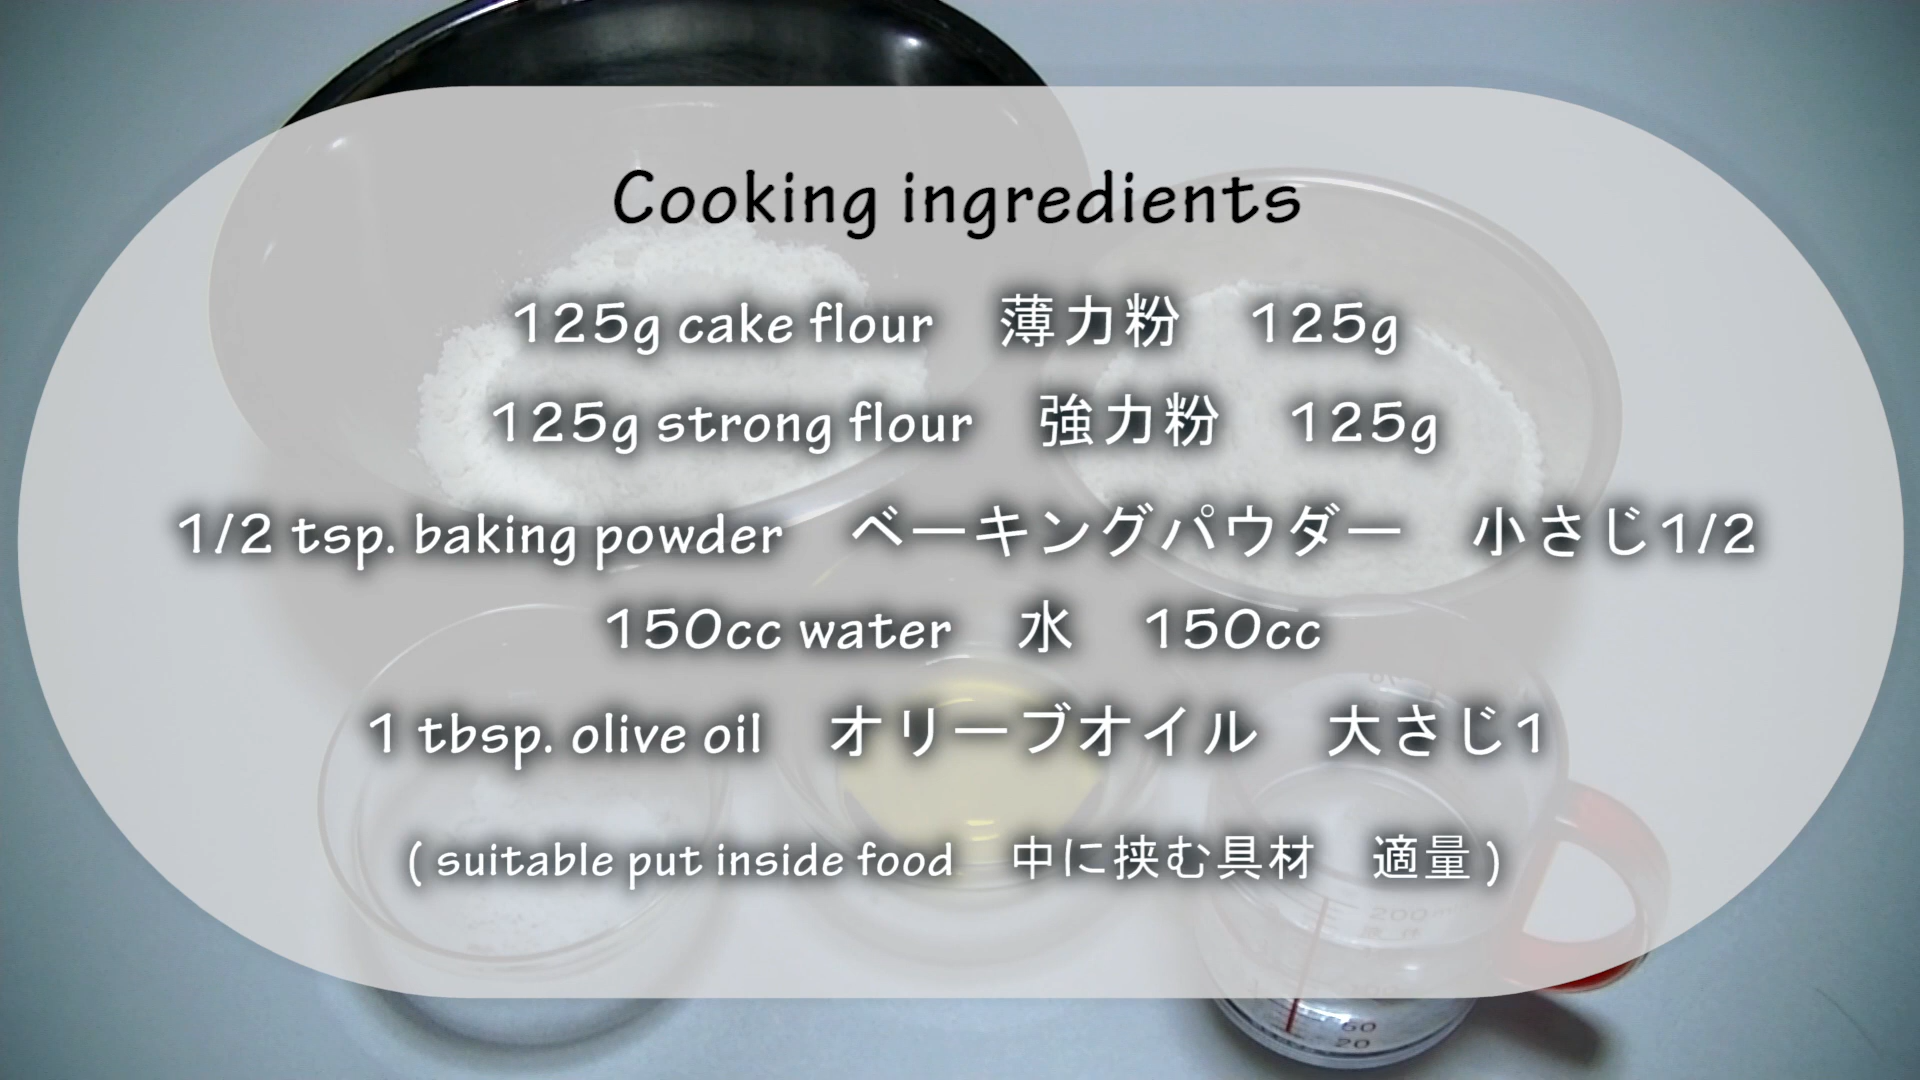 Cooking ingredients
125g cake flour　薄力粉　125g
125g strong flour　強力粉　125g
1/2 tsp. baking powder　ベーキングパウダー　小さじ1/2
150cc water　水　150cc
1 tbsp. olive oil　オリーブオイル　大さじ1
( suitable put inside food　中に挟む具材　適量 )
200
50
20